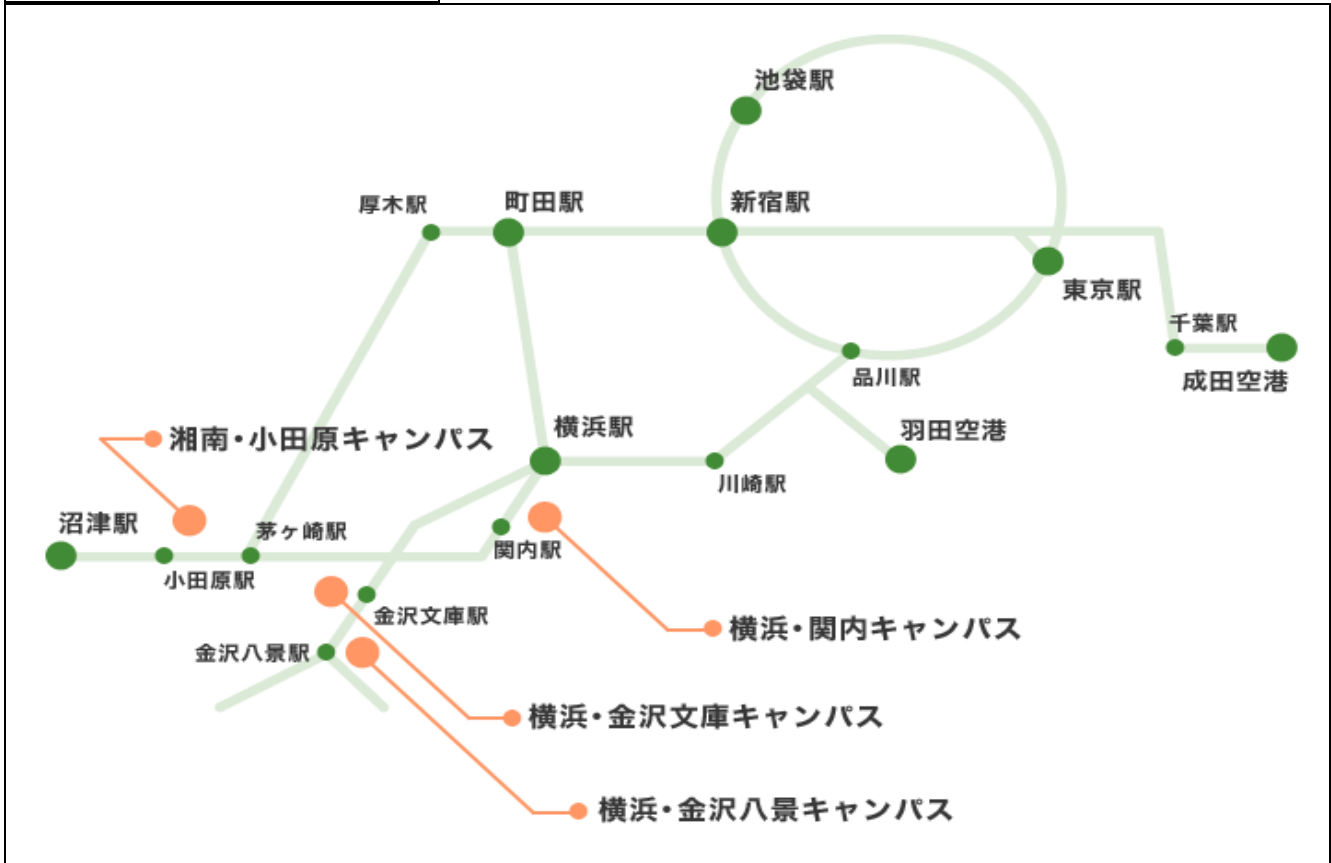 池袋駅
厚木駅
町田駅
新宿駅
東京駅
千葉駅
成田空港
品川駅
羽田空港
横浜駅
川崎駅
湘南・小田原キャンパス
沼津駅
小田原駅
茅ヶ崎駅
関内駅
金沢文庫駅
金沢八景駅
横浜・関内キャンパス
横浜・金沢文庫キャンパス
横浜・金沢八景キャンパス